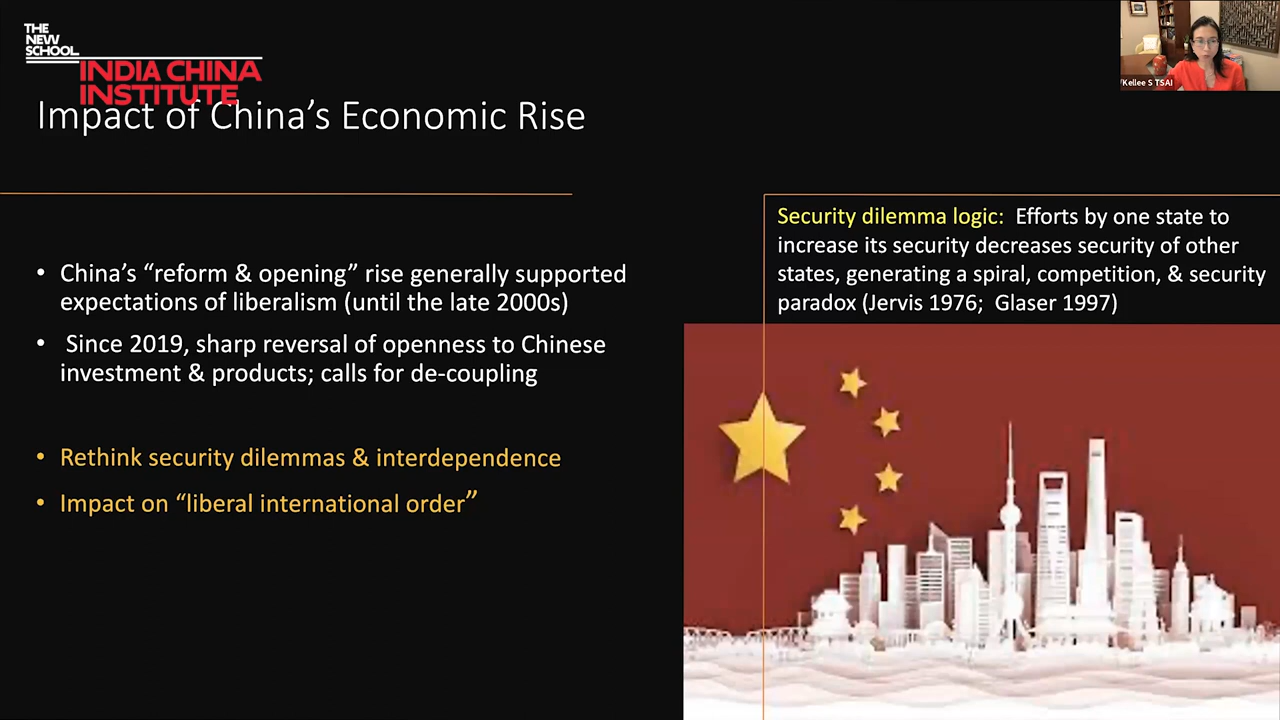 THE
NEW
SCHOOL
INDIA CHINA
INSTITUTE
Impact of China's Economic Rise
'Kellee S TSAI
• China's “reform & opening” rise generally supported
expectations of liberalism (until the late 2000s)
• Since 2019, sharp reversal of openness to Chinese
investment & products; calls for de-coupling
• Rethink security dilemmas & interdependence
• Impact on “liberal international order”
Security dilemma logic: Efforts by one state to
increase its security decreases security of other
states, generating a spiral, competition, & security
paradox (Jervis 1976; Glaser 1997)